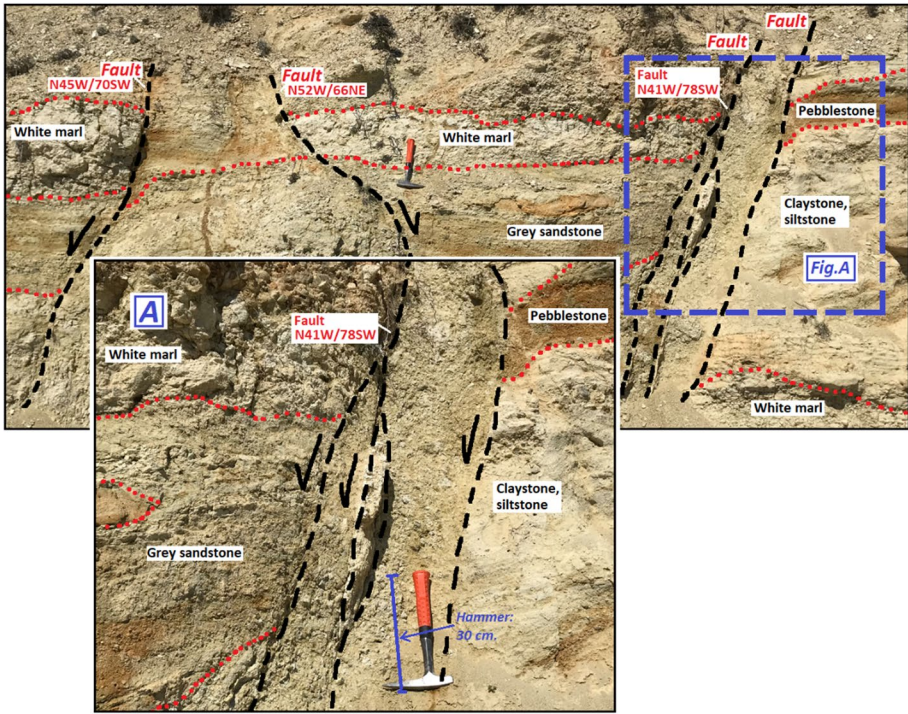 Fault
N45W/70SW
Fault
N52W/66NE
Fault
Fault
Fault
N41W/78SW
White marl
White marl
Pebblestone
Claystone,
siltstone
Grey sandstone
Fig.A
White marl
A
Fault
N41W/78SW
Pebblestone
White marl
Claystone,
siltstone
Grey sandstone
Hammer:
30 cm.